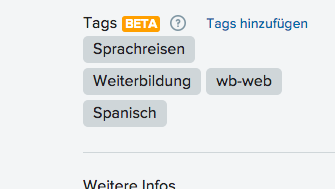 Tags BETA ? Tags hinzufügen
Sprachreisen
Weiterbildung wb-web
Spanisch
Weitere Infos